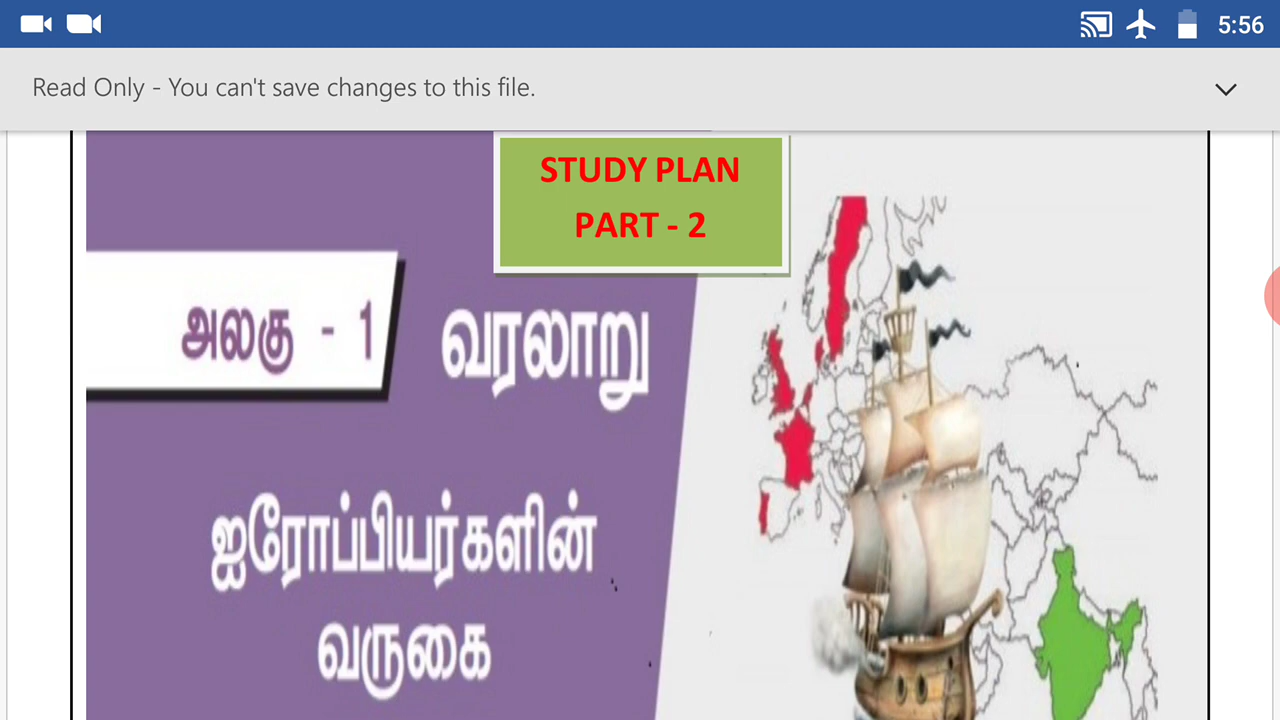 5:56
Read Only - You can't save changes to this file.
STUDY PLAN
PART - 2
அலகு - 1
வரலாறு
ஐரோப்பியர்களின்
வருகை